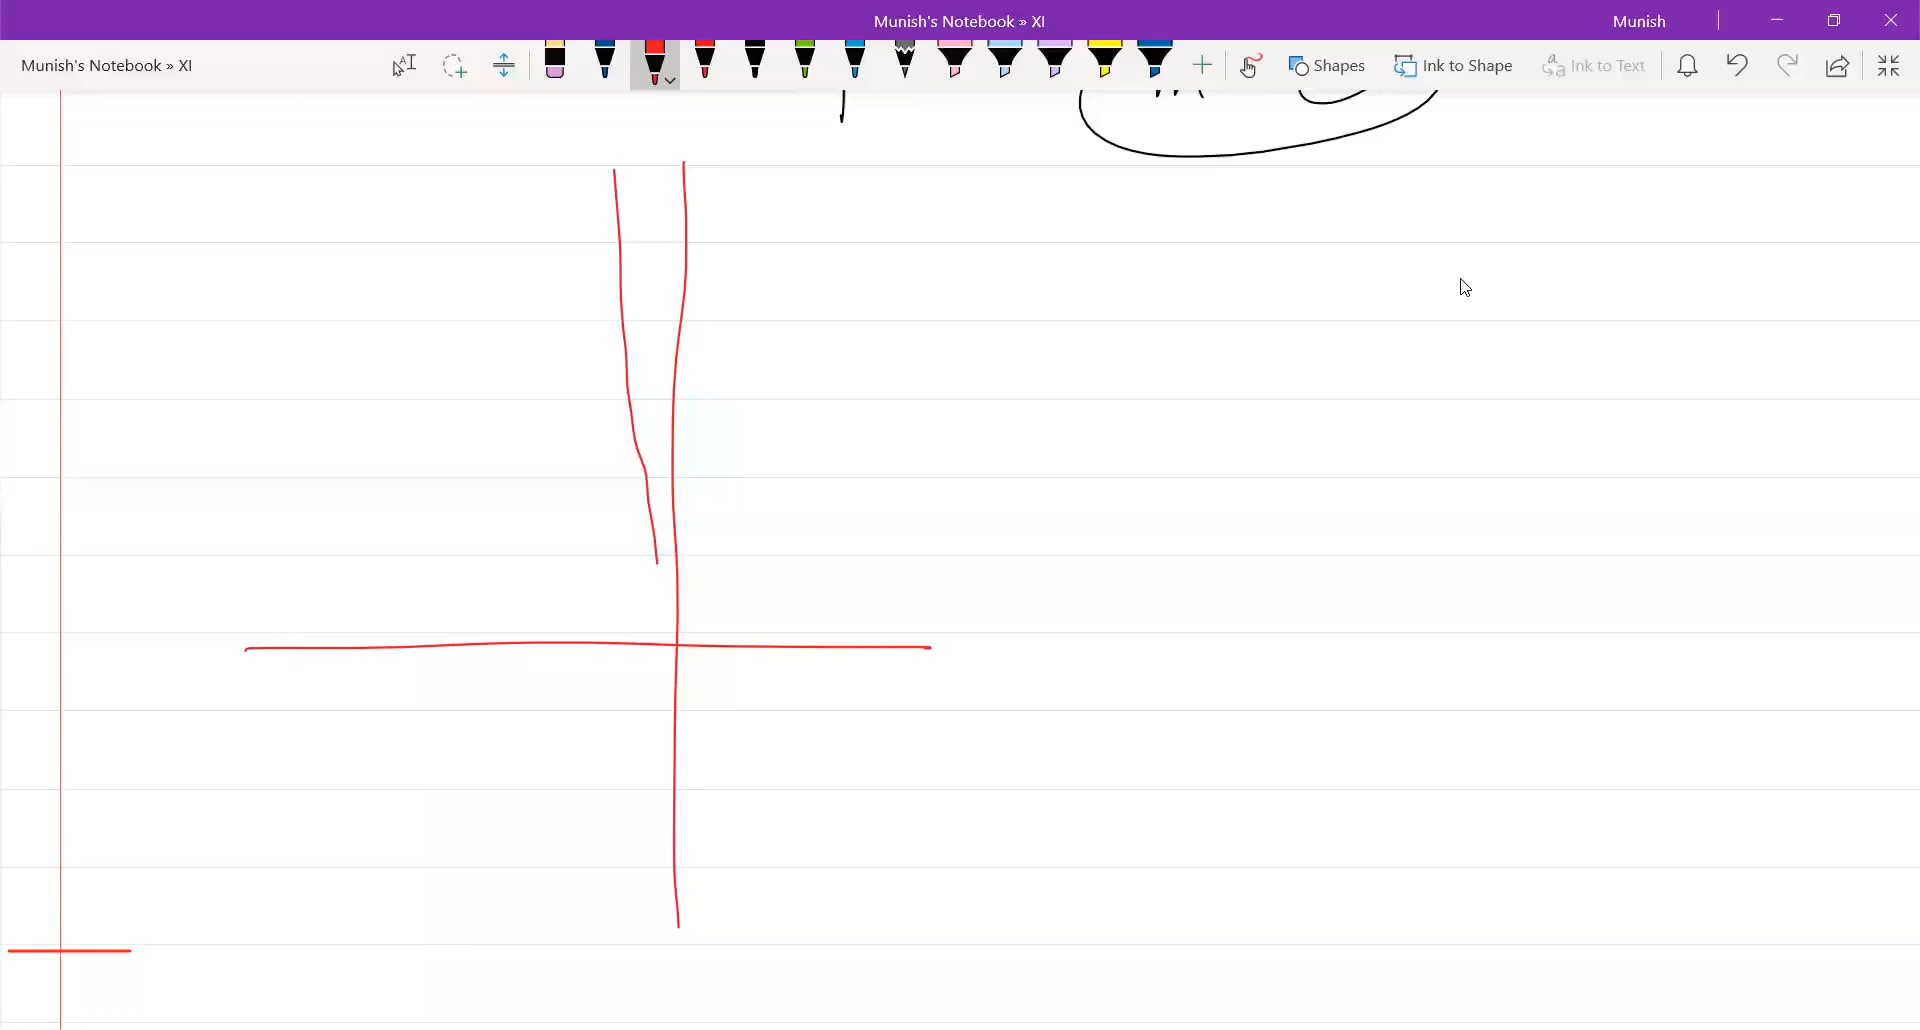 Munish's Notebook » XI
Munish
Munish's Notebook » XI
Shapes
Ink to Shape
Ink to Text